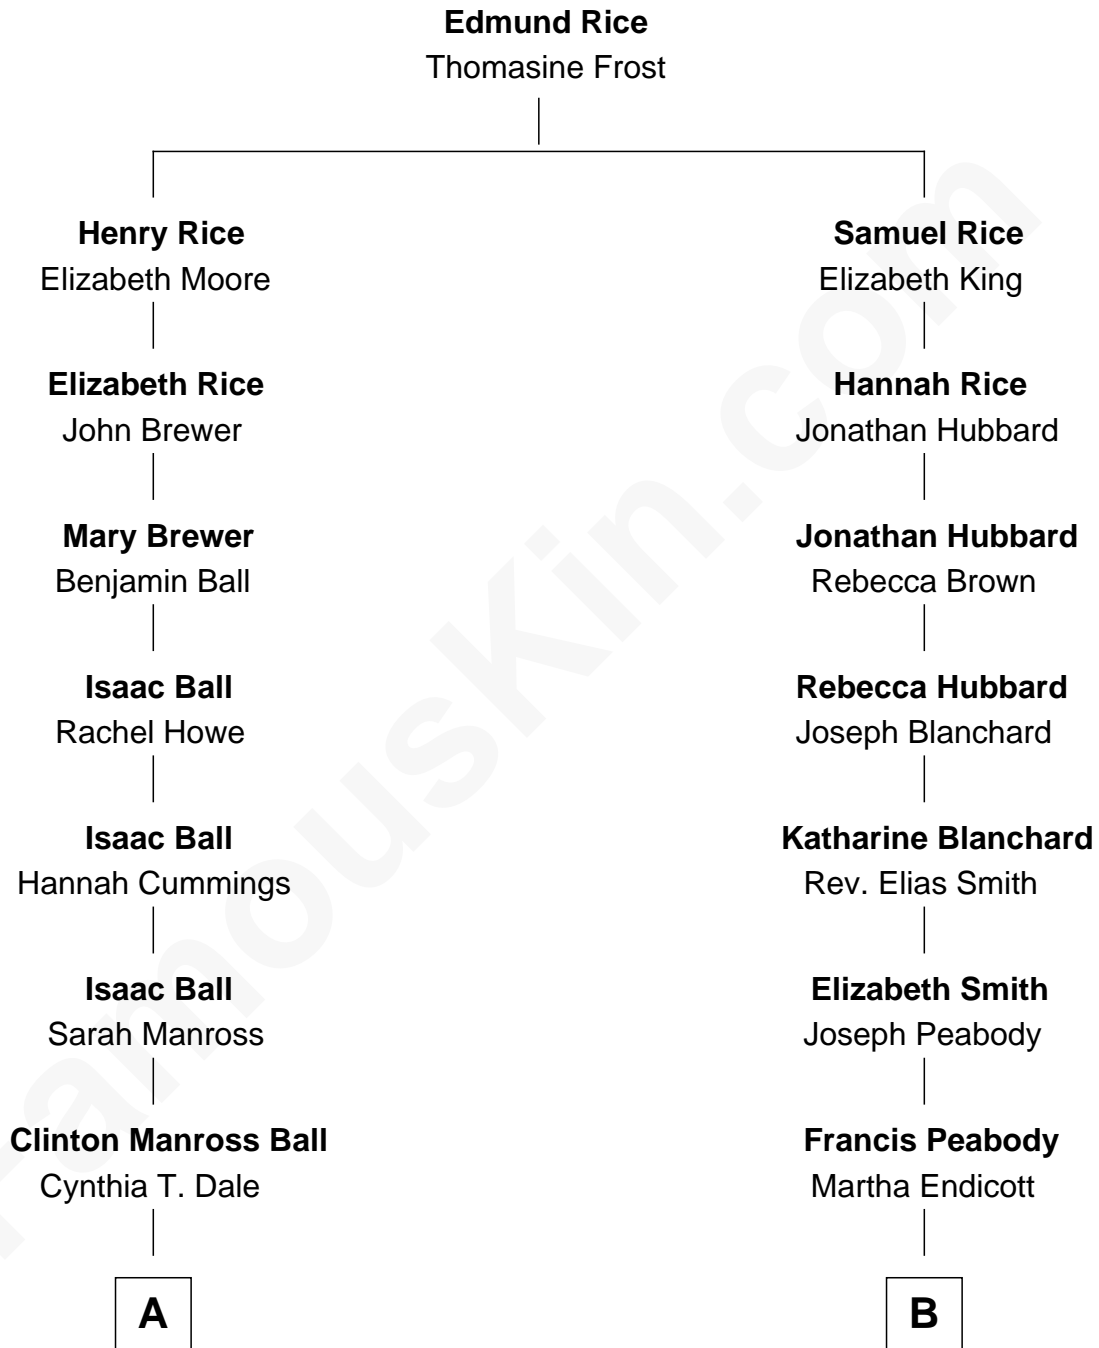 Edmund Rice
Thomasine Frost
Henry Rice
Elizabeth Moore
Samuel Rice
Elizabeth King
Elizabeth Rice
John Brewer
Hannah Rice
Jonathan Hubbard
Mary Brewer
Benjamin Ball
Jonathan Hubbard
Rebecca Brown
Isaac Ball
Rachel Howe
Rebecca Hubbard
Joseph Blanchard
Isaac Ball
Hannah Cummings
Katharine Blanchard
Rev. Elias Smith
Isaac Ball
Sarah Manross
Elizabeth Smith
Joseph Peabody
Clinton Manross Ball
Cynthia T. Dale
Francis Peabody
Martha Endicott
A
B
FamousKin.com